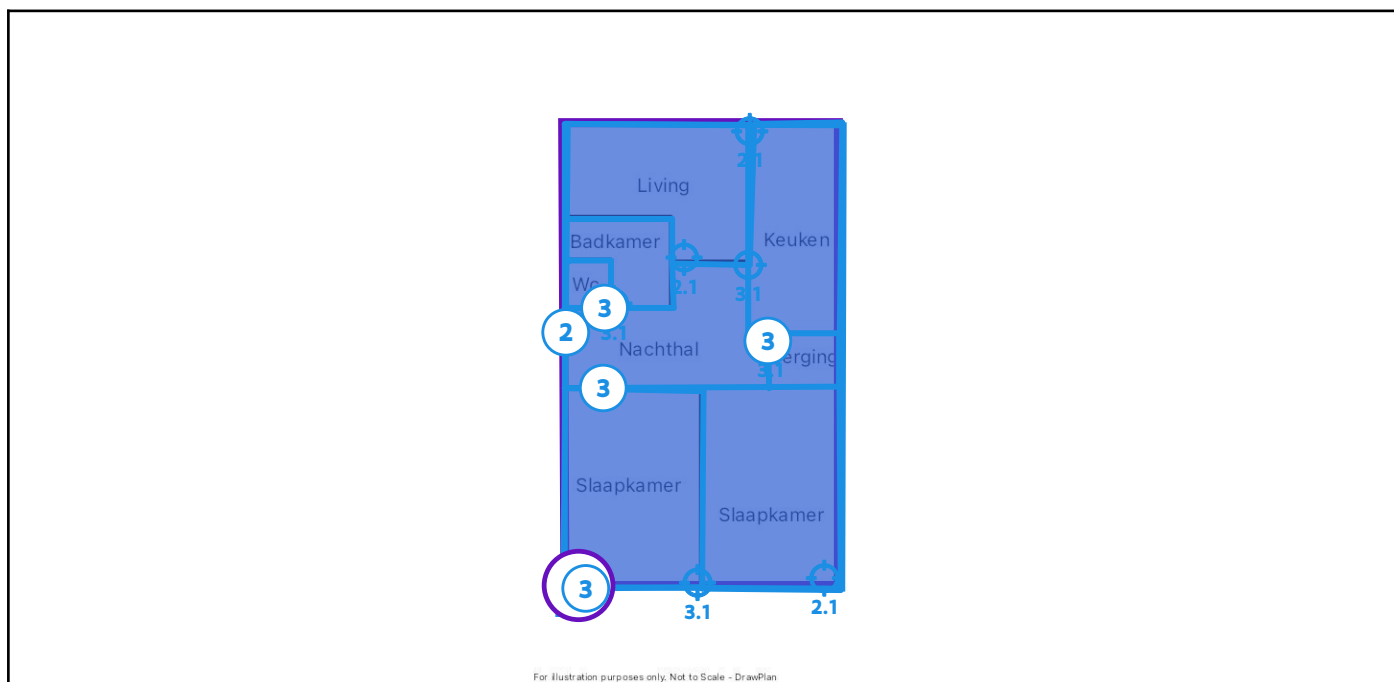 2.1
Living
Badkamer
Keuken
Wc
2.1
3.1
3
2
3.1
3
Nachthal
erging
3.1
3
Slaapkamer
Slaapkamer
3
3.1
2.1
For illustration purposes only. Not to Scale - DrawPlan